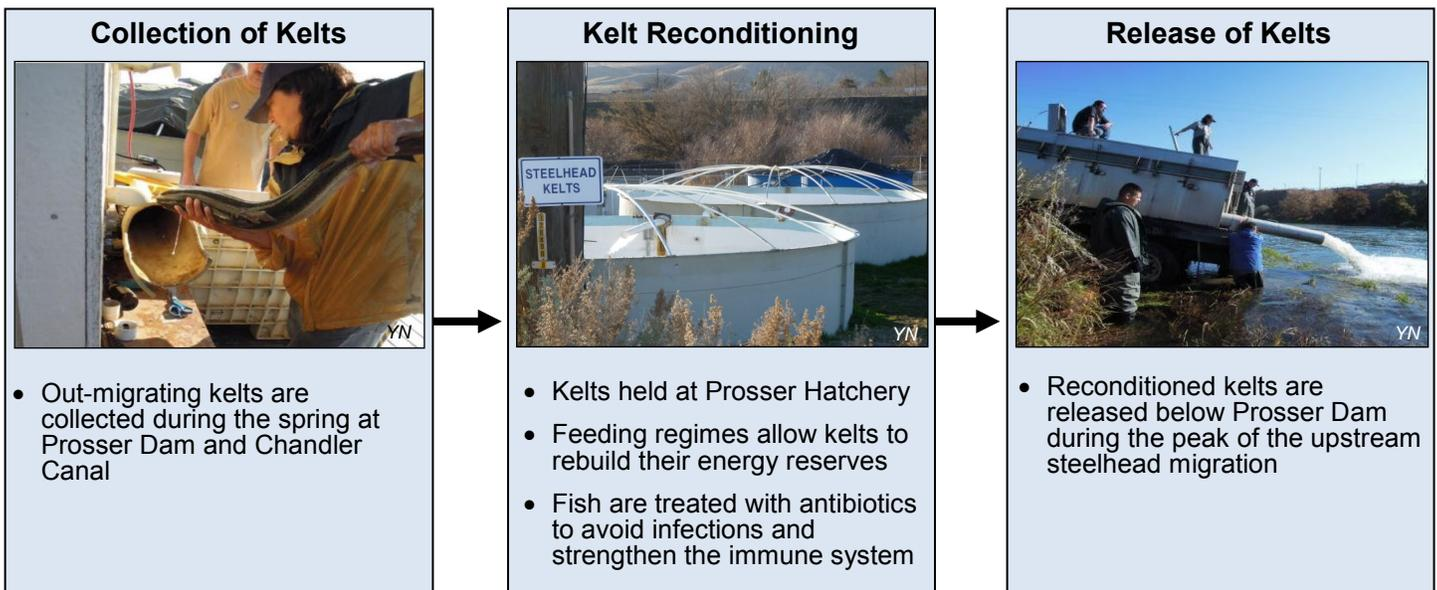 Collection of Kelts
YN
• Out-migrating kelts are
collected during the spring at
Prosser Dam and Chandler
Canal
Kelt Reconditioning
STEELHEAD
KELTS
YN
• Kelts held at Prosser Hatchery
• Feeding regimes allow kelts to
rebuild their energy reserves
• Fish are treated with antibiotics
to avoid infections and
strengthen the immune system
Release of Kelts
YN
• Reconditioned kelts are
released below Prosser Dam
during the peak of the upstream
steelhead migration